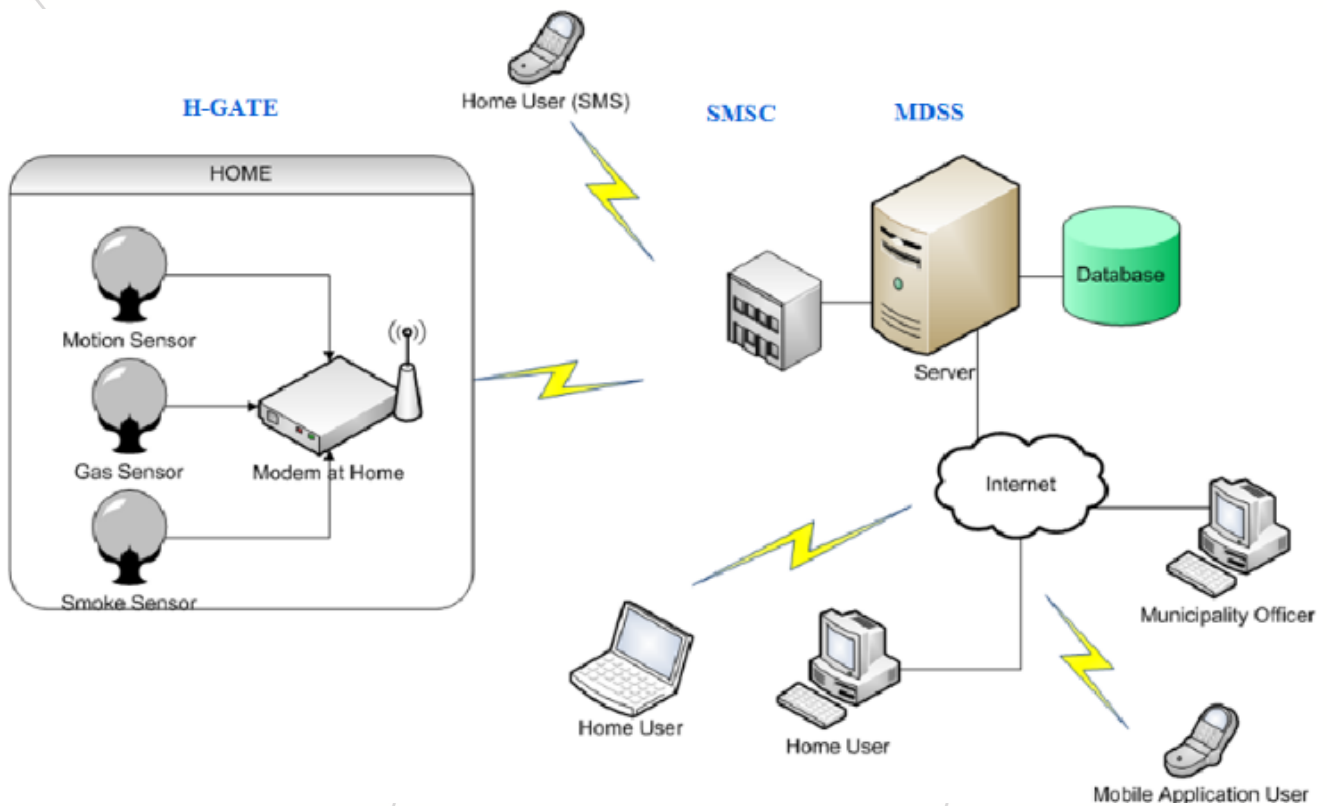 Home User (SMS)
H-GATE
SMSC
MDSS
HOME
Motion Sensor
Gas Sensor
Smoke Sensor
Modem at Home
Server
Database
Internet
Municipality Officer
Home User
Home User
Mobile Application User